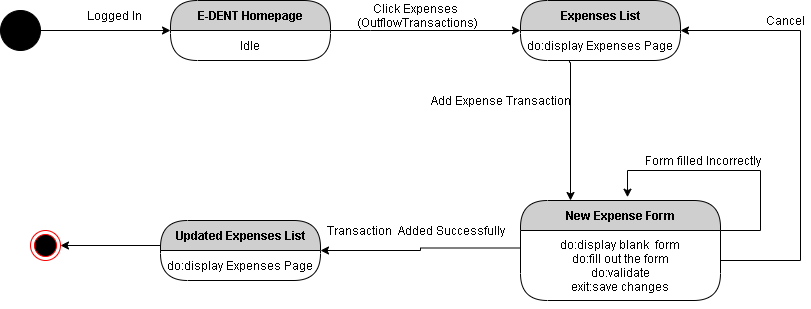 Logged In
E-DENT Homepage
Idle
Click Expenses
(OutflowTransactions)
Expenses List
do:display Expenses Page
Cancel
Add Expense Transaction
Form filled Incorrectly
New Expense Form
do:display blank form
do:fill out the form
do:validate
exit:save changes
Transaction Added Successfully
Updated Expenses List
do:display Expenses Page